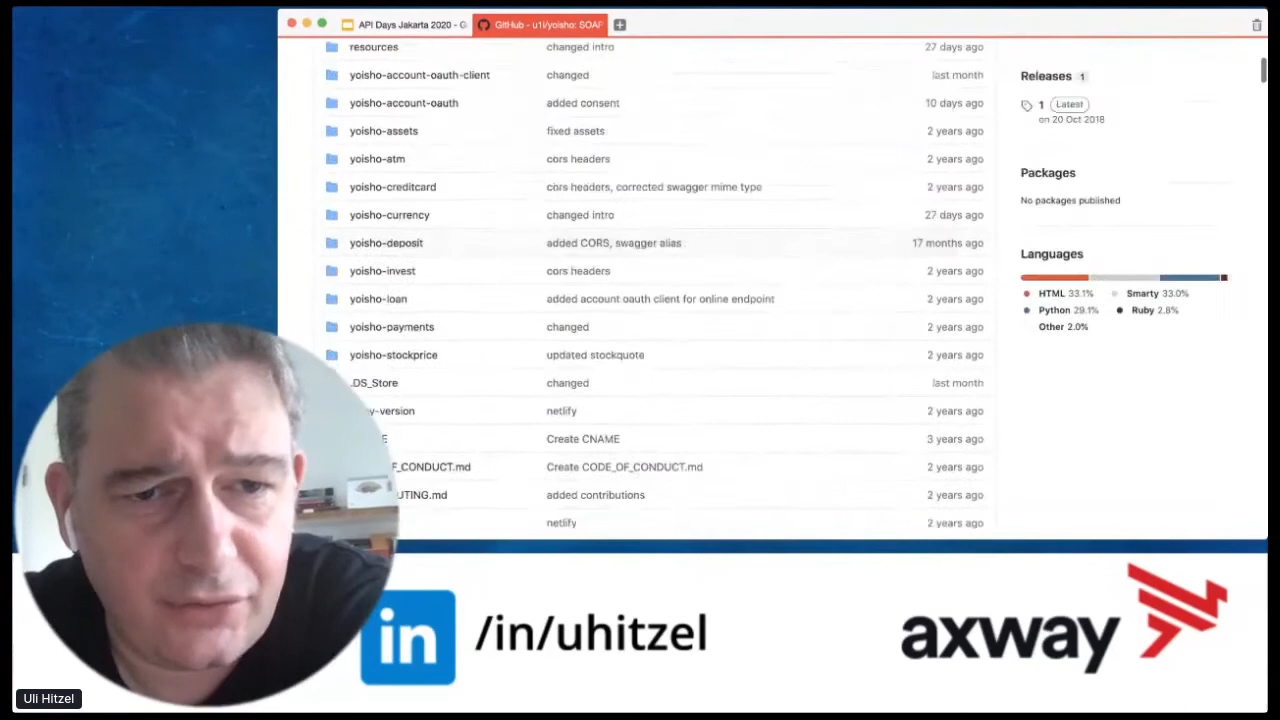 API Days Jakarta 2020 - G
GitHub - u1i/yoisho: SOAP
resources changed intro 27 days ago
yoisho-account-oauth-client changed last month
yoisho-account-oauth added consent 10 days ago
yoisho-assets fixed assets 2 years ago
yoisho-atm cors headers 2 years ago
yoisho-creditcard cors headers, corrected swagger mime type 2 years ago
yoisho-currency changed intro 27 days ago
yoisho-deposit added CORS, swagger alias 17 months ago
yoisho-invest cors headers 2 years ago
yoisho-loan added account oauth client for online endpoint 2 years ago
yoisho-payments changed 2 years ago
yoisho-stockprice updated stockquote 2 years ago
.DS_Store changed last month
y-version netlify 2 years ago
E Create CNAME 3 years ago
F_CONDUCT.md Create CODE_OF_CONDUCT.md 2 years ago
UTING.md added contributions 2 years ago
netlify 2 years ago
Releases 1
1 Latest
on 20 Oct 2018
Packages
No packages published
Languages
HTML 33.1% Smarty 33.0%
Python 29.1% Ruby 2.8%
Other 2.0%
in /in/uhitzel
axway
Uli Hitzel